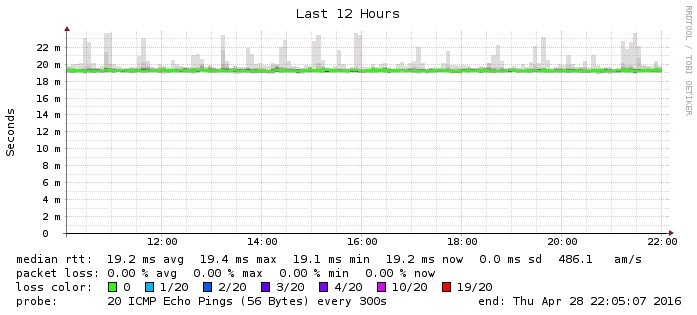 Last 12 Hours
RRDTOOL / TOBI OETIKER
Seconds
22 m
20 m
18 m
16 m
14 m
12 m
10 m
8 m
6 m
4 m
2 m
0
12:00 14:00 16:00 18:00 20:00 22:00
median rtt: 19.2 ms avg 19.4 ms max 19.1 ms min 19.2 ms now 0.0 ms sd 486.1 am/s
packet loss: 0.00 % avg 0.00 % max 0.00 % min 0.00 % now
loss color: 0 1/20 2/20 3/20 4/20 10/20 19/20
probe: 20 ICMP Echo Pings (56 Bytes) every 300s end: Thu Apr 28 22:05:07 2016